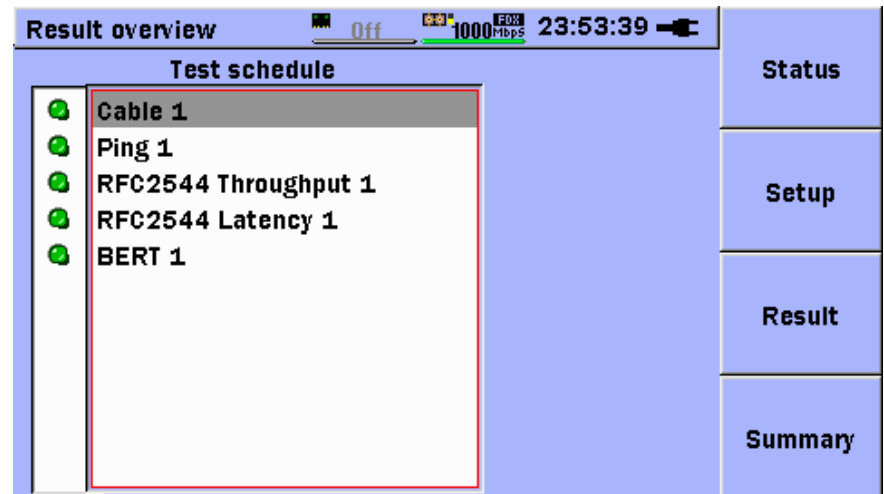 Result overview Off 1000 FDX Mbps 23:53:39
Test schedule
Cable 1
Ping 1
RFC2544 Throughput 1
RFC2544 Latency 1
BERT 1
Status
Setup
Result
Summary